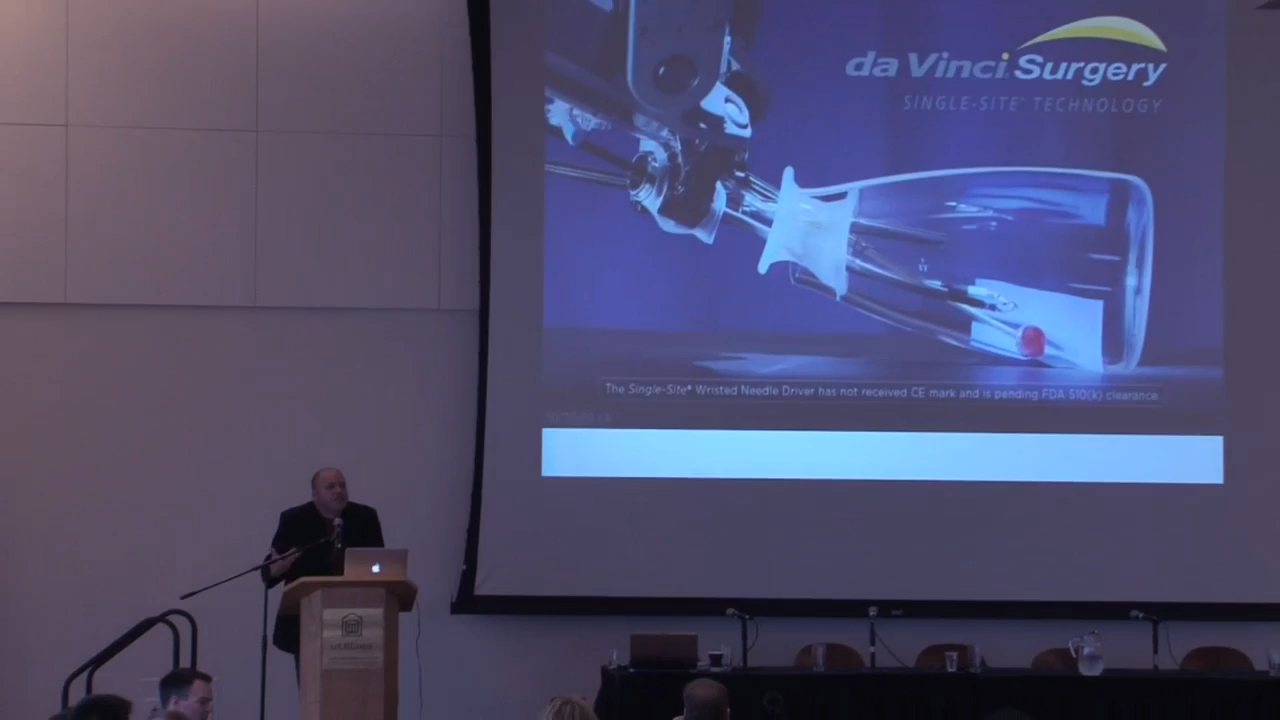 da Vinci Surgery
SINGLE-SITE™ TECHNOLOGY
The Single-Site® Wristed Needle Driver has not received CE mark and is pending FDA 510(k) clearance.